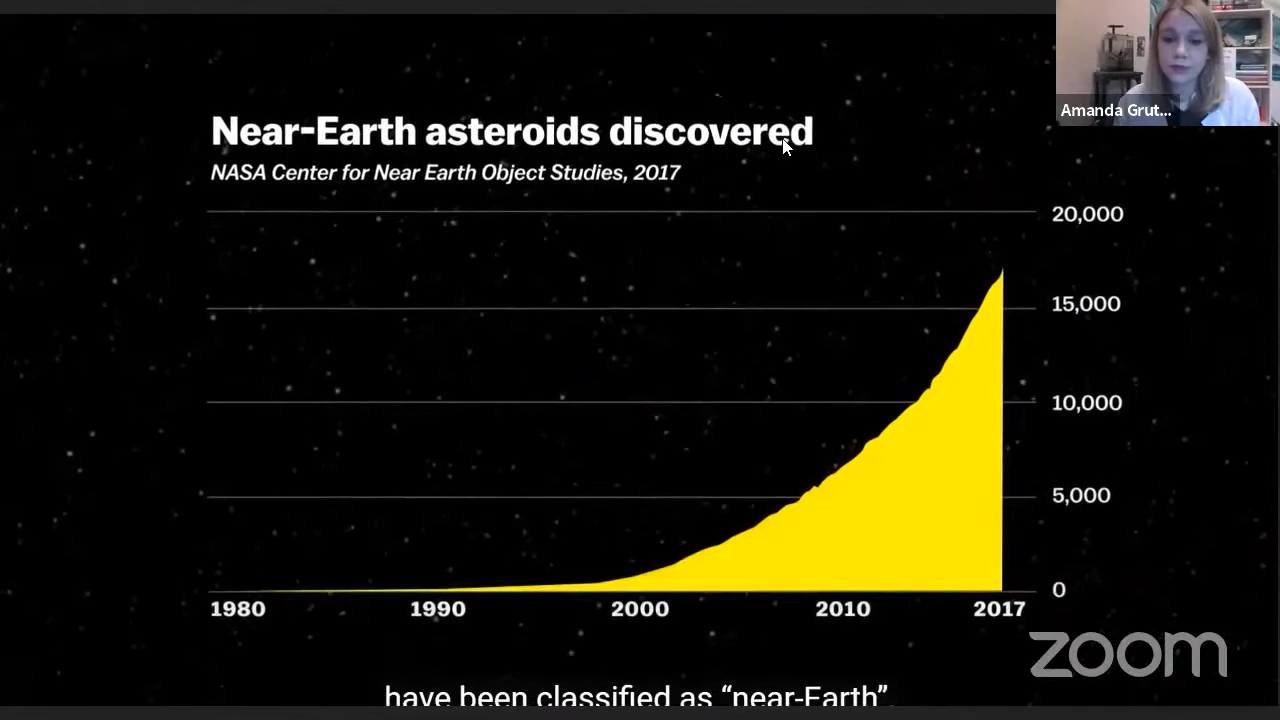 Amanda Grut...
Near-Earth asteroids discovered
NASA Center for Near Earth Object Studies, 2017
20,000
15,000
10,000
5,000
0
1980 1990 2000 2010 2017
zoom
have been classified as “near-Earth”.